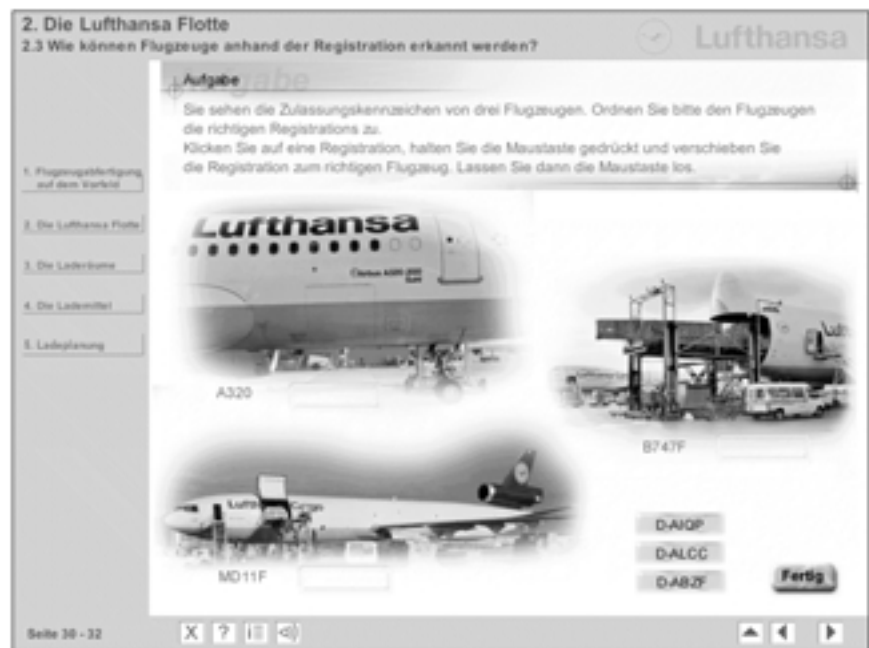 2. Die Lufthansa Flotte
2.3 Wie können Flugzeuge anhand der Registration erkannt werden?
Lufthansa
Aufgabe
Sie sehen die Zulassungskennzeichen von drei Flugzeugen. Ordnen Sie bitte den Flugzeugen
die richtigen Registrations zu.
Klicken Sie auf eine Registration, halten Sie die Maustaste gedrückt und verschieben Sie
die Registration zum richtigen Flugzeug. Lassen Sie dann die Maustaste los.
1. Flugzeugabfertigung
auf dem Vorfeld
2. Die Lufthansa Flotte
3. Die Laderäume
4. Die Lademittel
5. Ladeplanung
Lufthansa
A320
B747F
MD11F
D-AIQP
D-ALCC
D-ABZF
Fertig
Seite 30 - 32
X ?